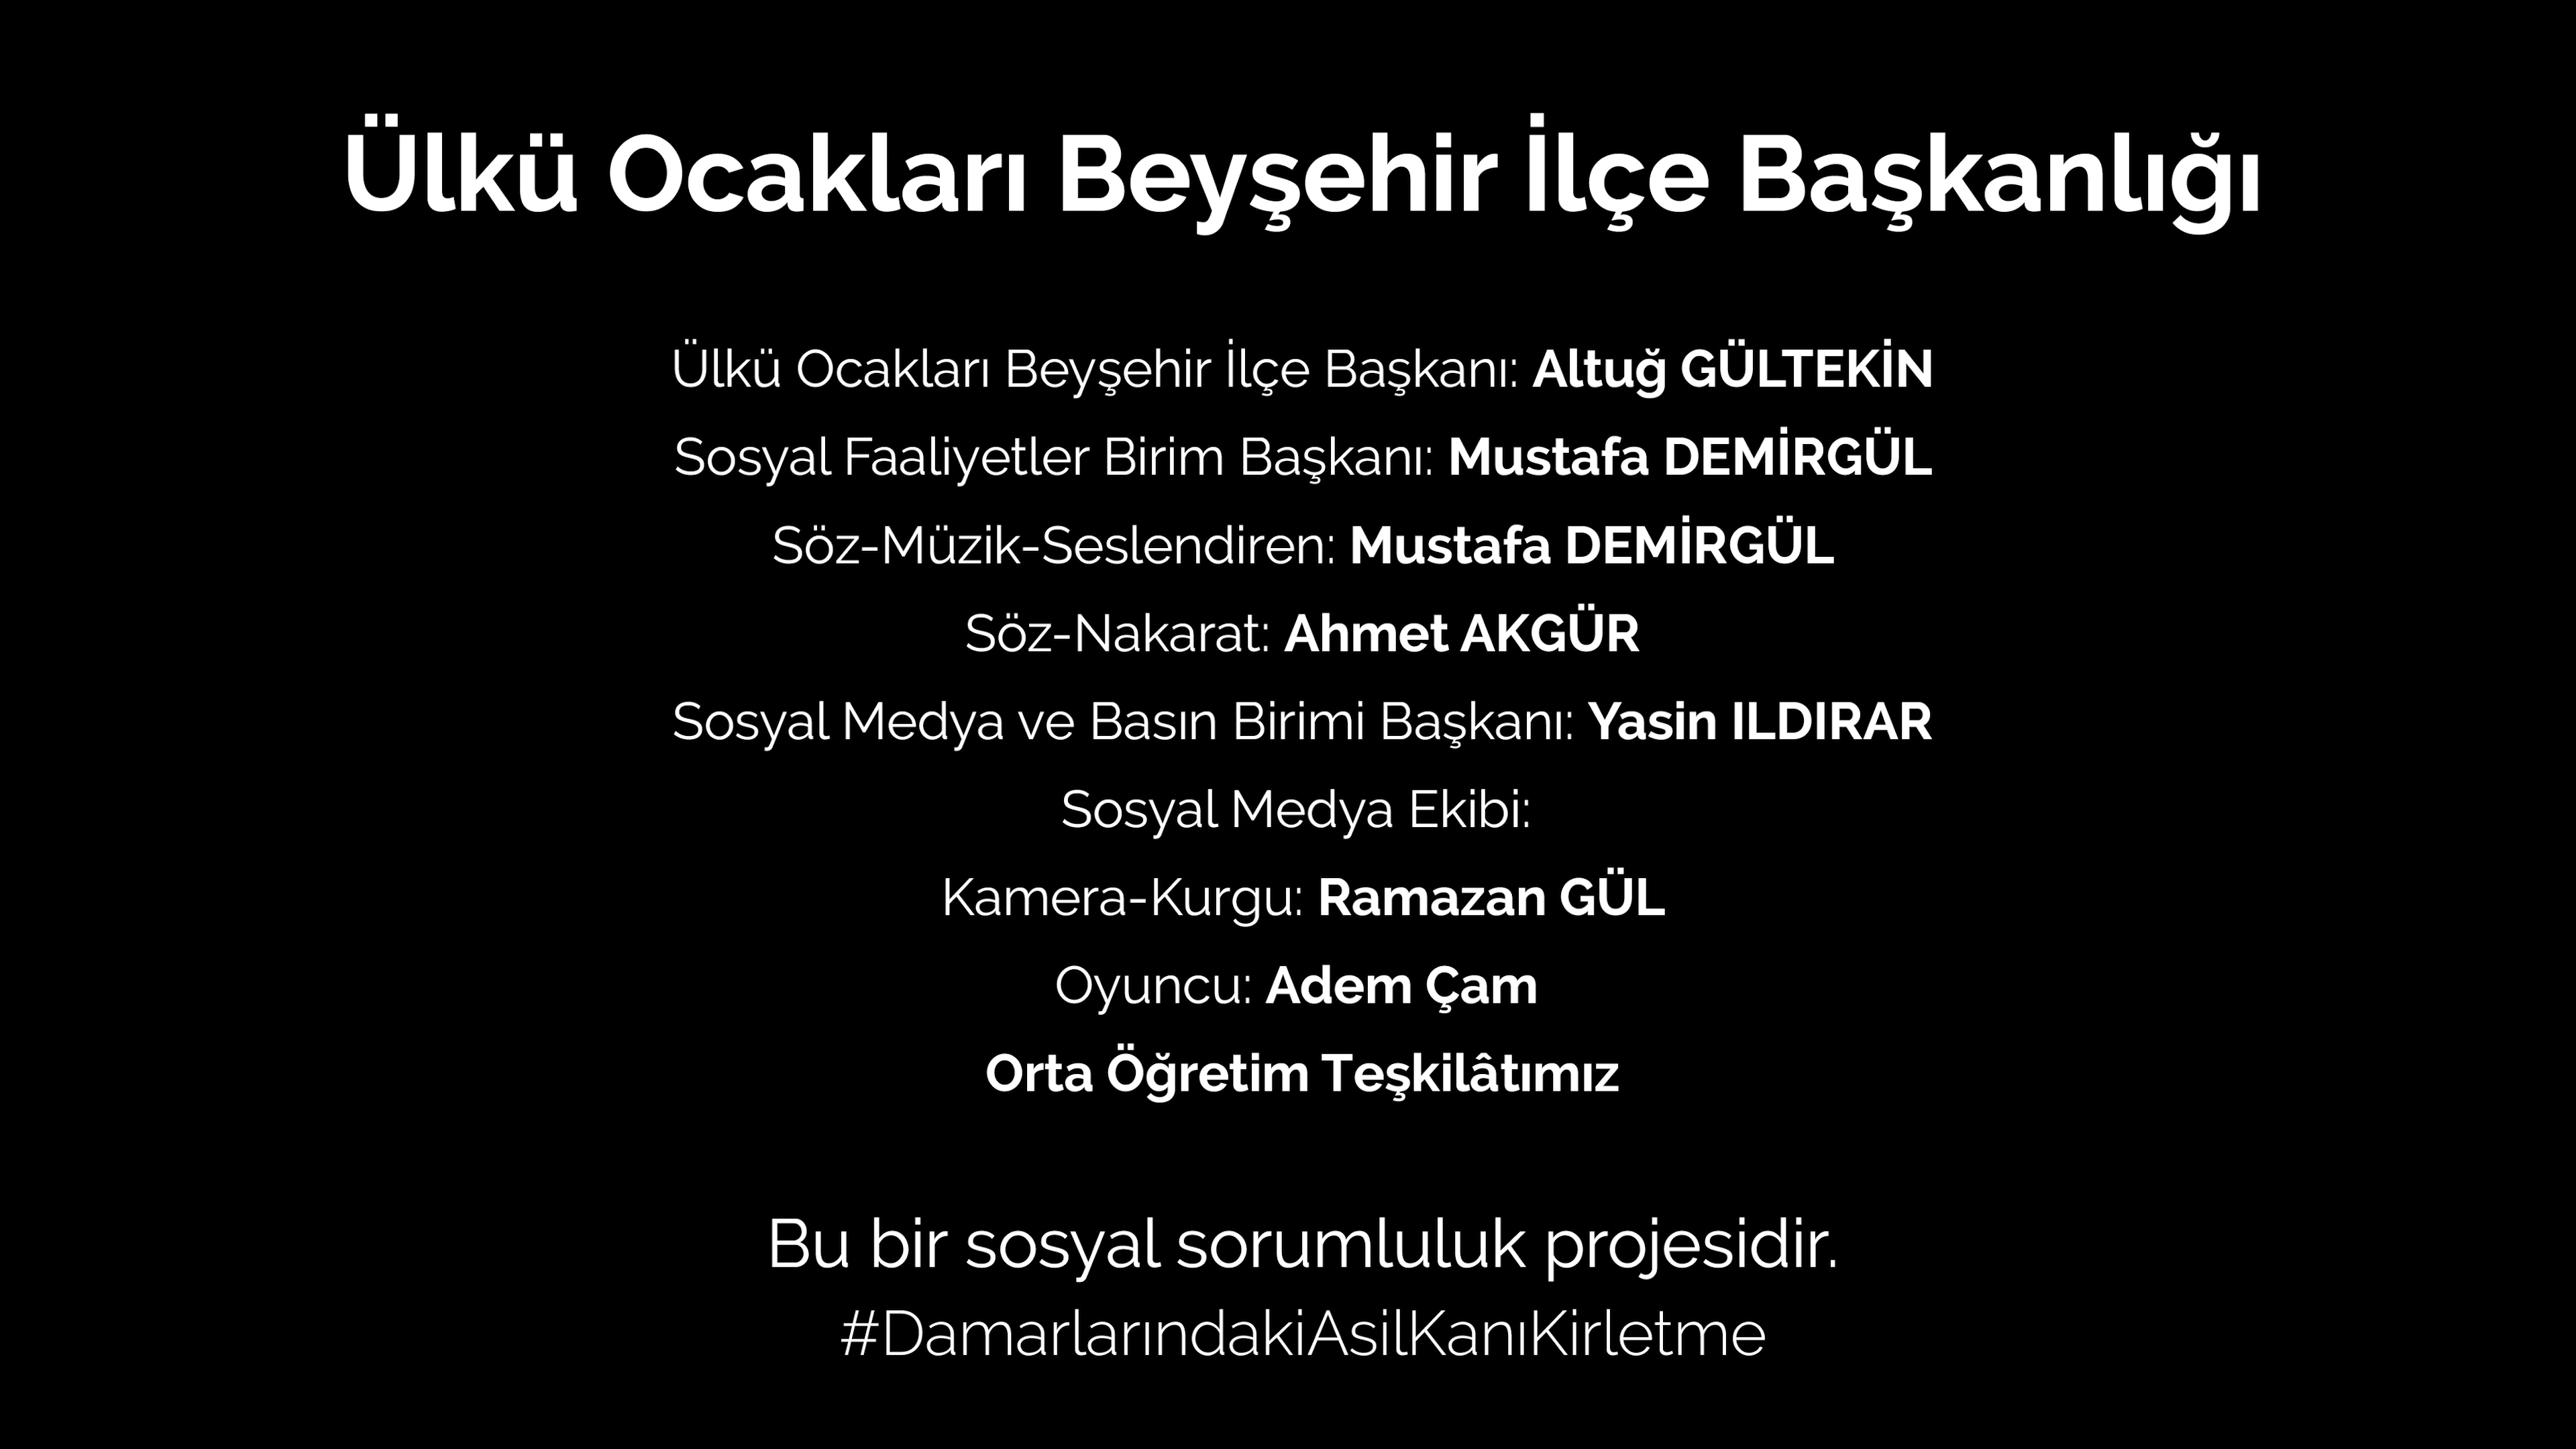 Ülkü Ocakları Beyşehir İlçe Başkanlığı
Ülkü Ocakları Beyşehir İlçe Başkanı: Altuğ GÜLTEKİN
Sosyal Faaliyetler Birim Başkanı: Mustafa DEMİRGÜL
Söz-Müzik-Seslendiren: Mustafa DEMİRGÜL
Söz-Nakarat: Ahmet AKGÜR
Sosyal Medya ve Basın Birimi Başkanı: Yasin ILDIRAR
Sosyal Medya Ekibi:
Kamera-Kurgu: Ramazan GÜL
Oyuncu: Adem Çam
Orta Öğretim Teşkilâtımız
Bu bir sosyal sorumluluk projesidir.
#DamarlarındakiAsilKanıKirletme